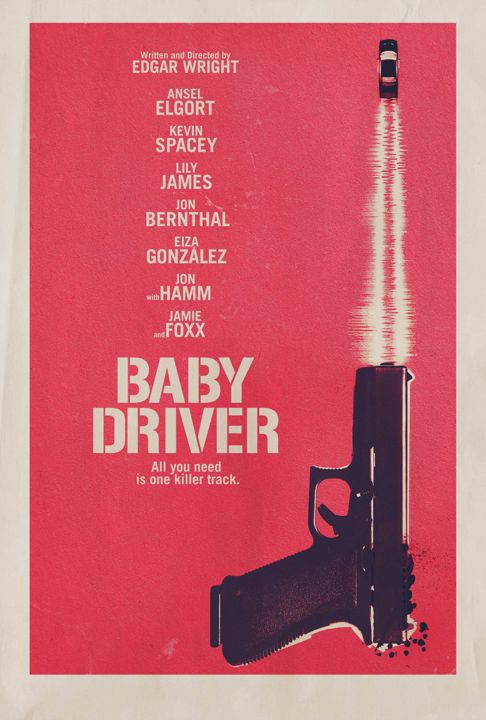 Written and Directed by
EDGAR WRIGHT
ANSEL
ELGORT
KEVIN
SPACEY
LILY
JAMES
JON
BERNTHAL
EIZA
GONZÁLEZ
JON
with HAMM
JAMIE
and FOXX
BABY
DRIVER
All you need
is one killer track.